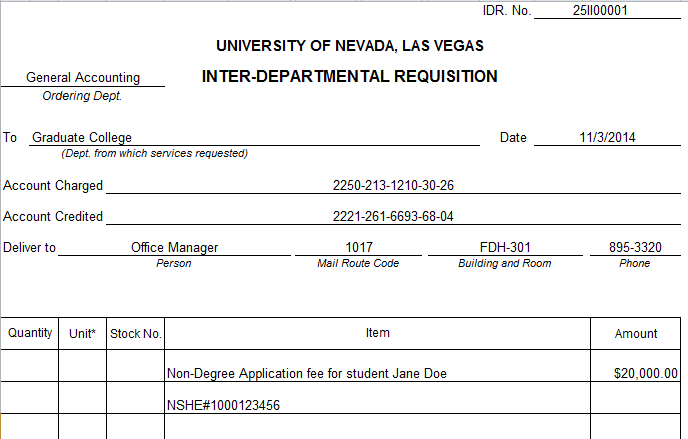 IDR. No. 25II00001
UNIVERSITY OF NEVADA, LAS VEGAS
General Accounting INTER-DEPARTMENTAL REQUISITION
Ordering Dept.
To Graduate College Date 11/3/2014
(Dept. from which services requested)
Account Charged 2250-213-1210-30-26
Account Credited 2221-261-6693-68-04
Deliver to Office Manager 1017 FDH-301 895-3320
Person Mail Route Code Building and Room Phone
Quantity Unit* Stock No. Item Amount
Non-Degree Application fee for student Jane Doe $20,000.00
NSHE#1000123456